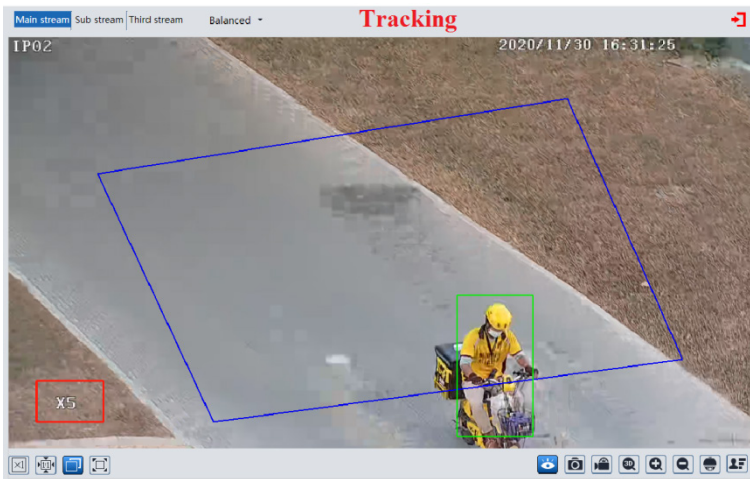 Main stream Sub stream Third stream Balanced Tracking
IP02 2020/11/30 16:31:25
X5